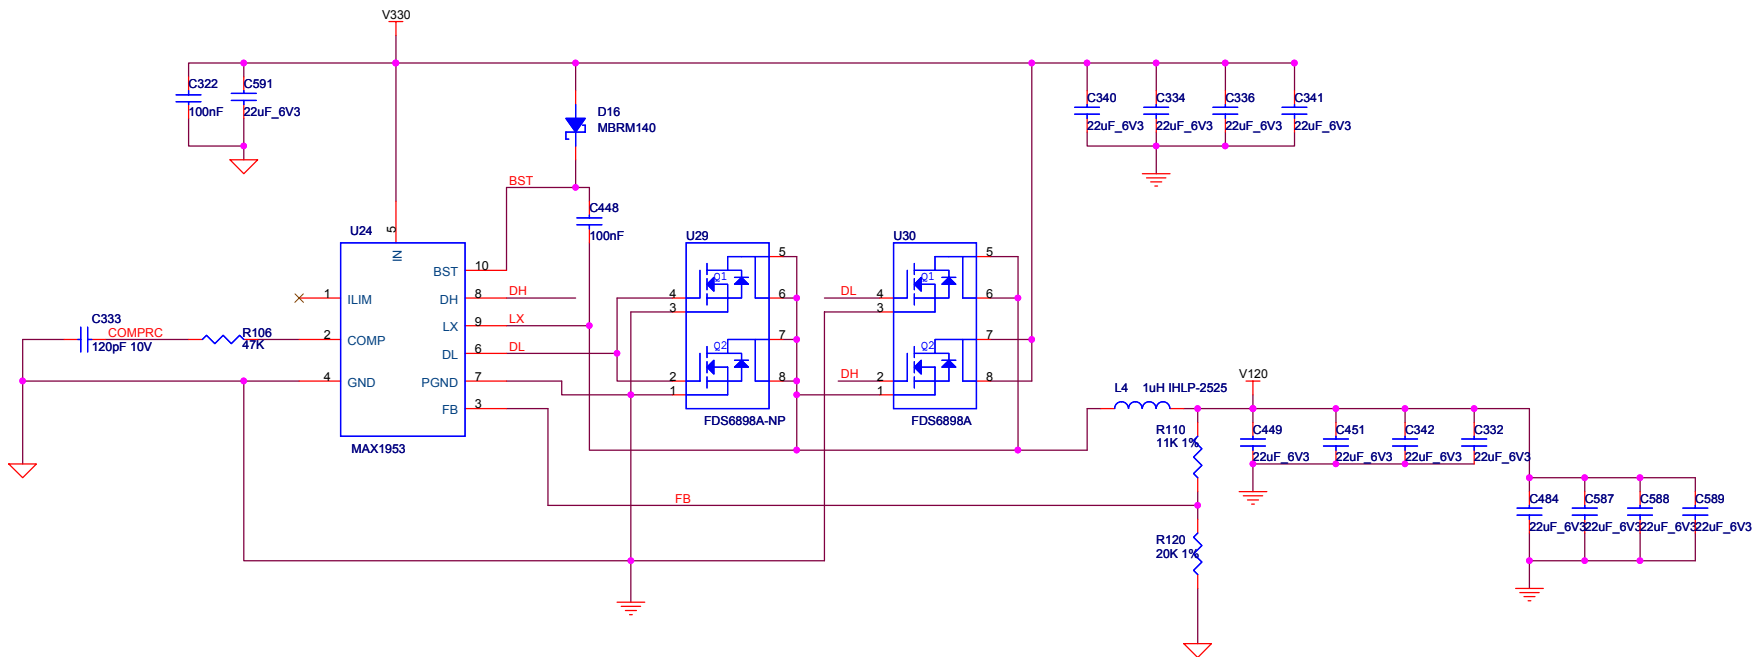 V330
C322
100nF
C591
22uF_6V3
D16
MBRM140
C340
22uF_6V3
C334
22uF_6V3
C336
22uF_6V3
C341
22uF_6V3
BST
C448
100nF
U24
5
IN
BST
10
1
ILIM
DH
8
DH
LX
9
LX
2
COMP
DL
6
DL
4
GND
PGND
7
FB
3
MAX1953
C333
COMPRC
120pF 10V
R106
47K
U29
5
Q1
4
6
3
7
Q2
2
8
1
FDS6898A-NP
U30
5
Q1
DL
4
6
3
7
Q2
DH
2
8
1
FDS6898A
L4 1uH IHLP-2525
V120
R110
11K 1%
C449
22uF_6V3
C451
22uF_6V3
C342
22uF_6V3
C332
22uF_6V3
FB
C484
22uF_6V3
C587
22uF_6V3
C588
22uF_6V3
C589
22uF_6V3
R120
20K 1%